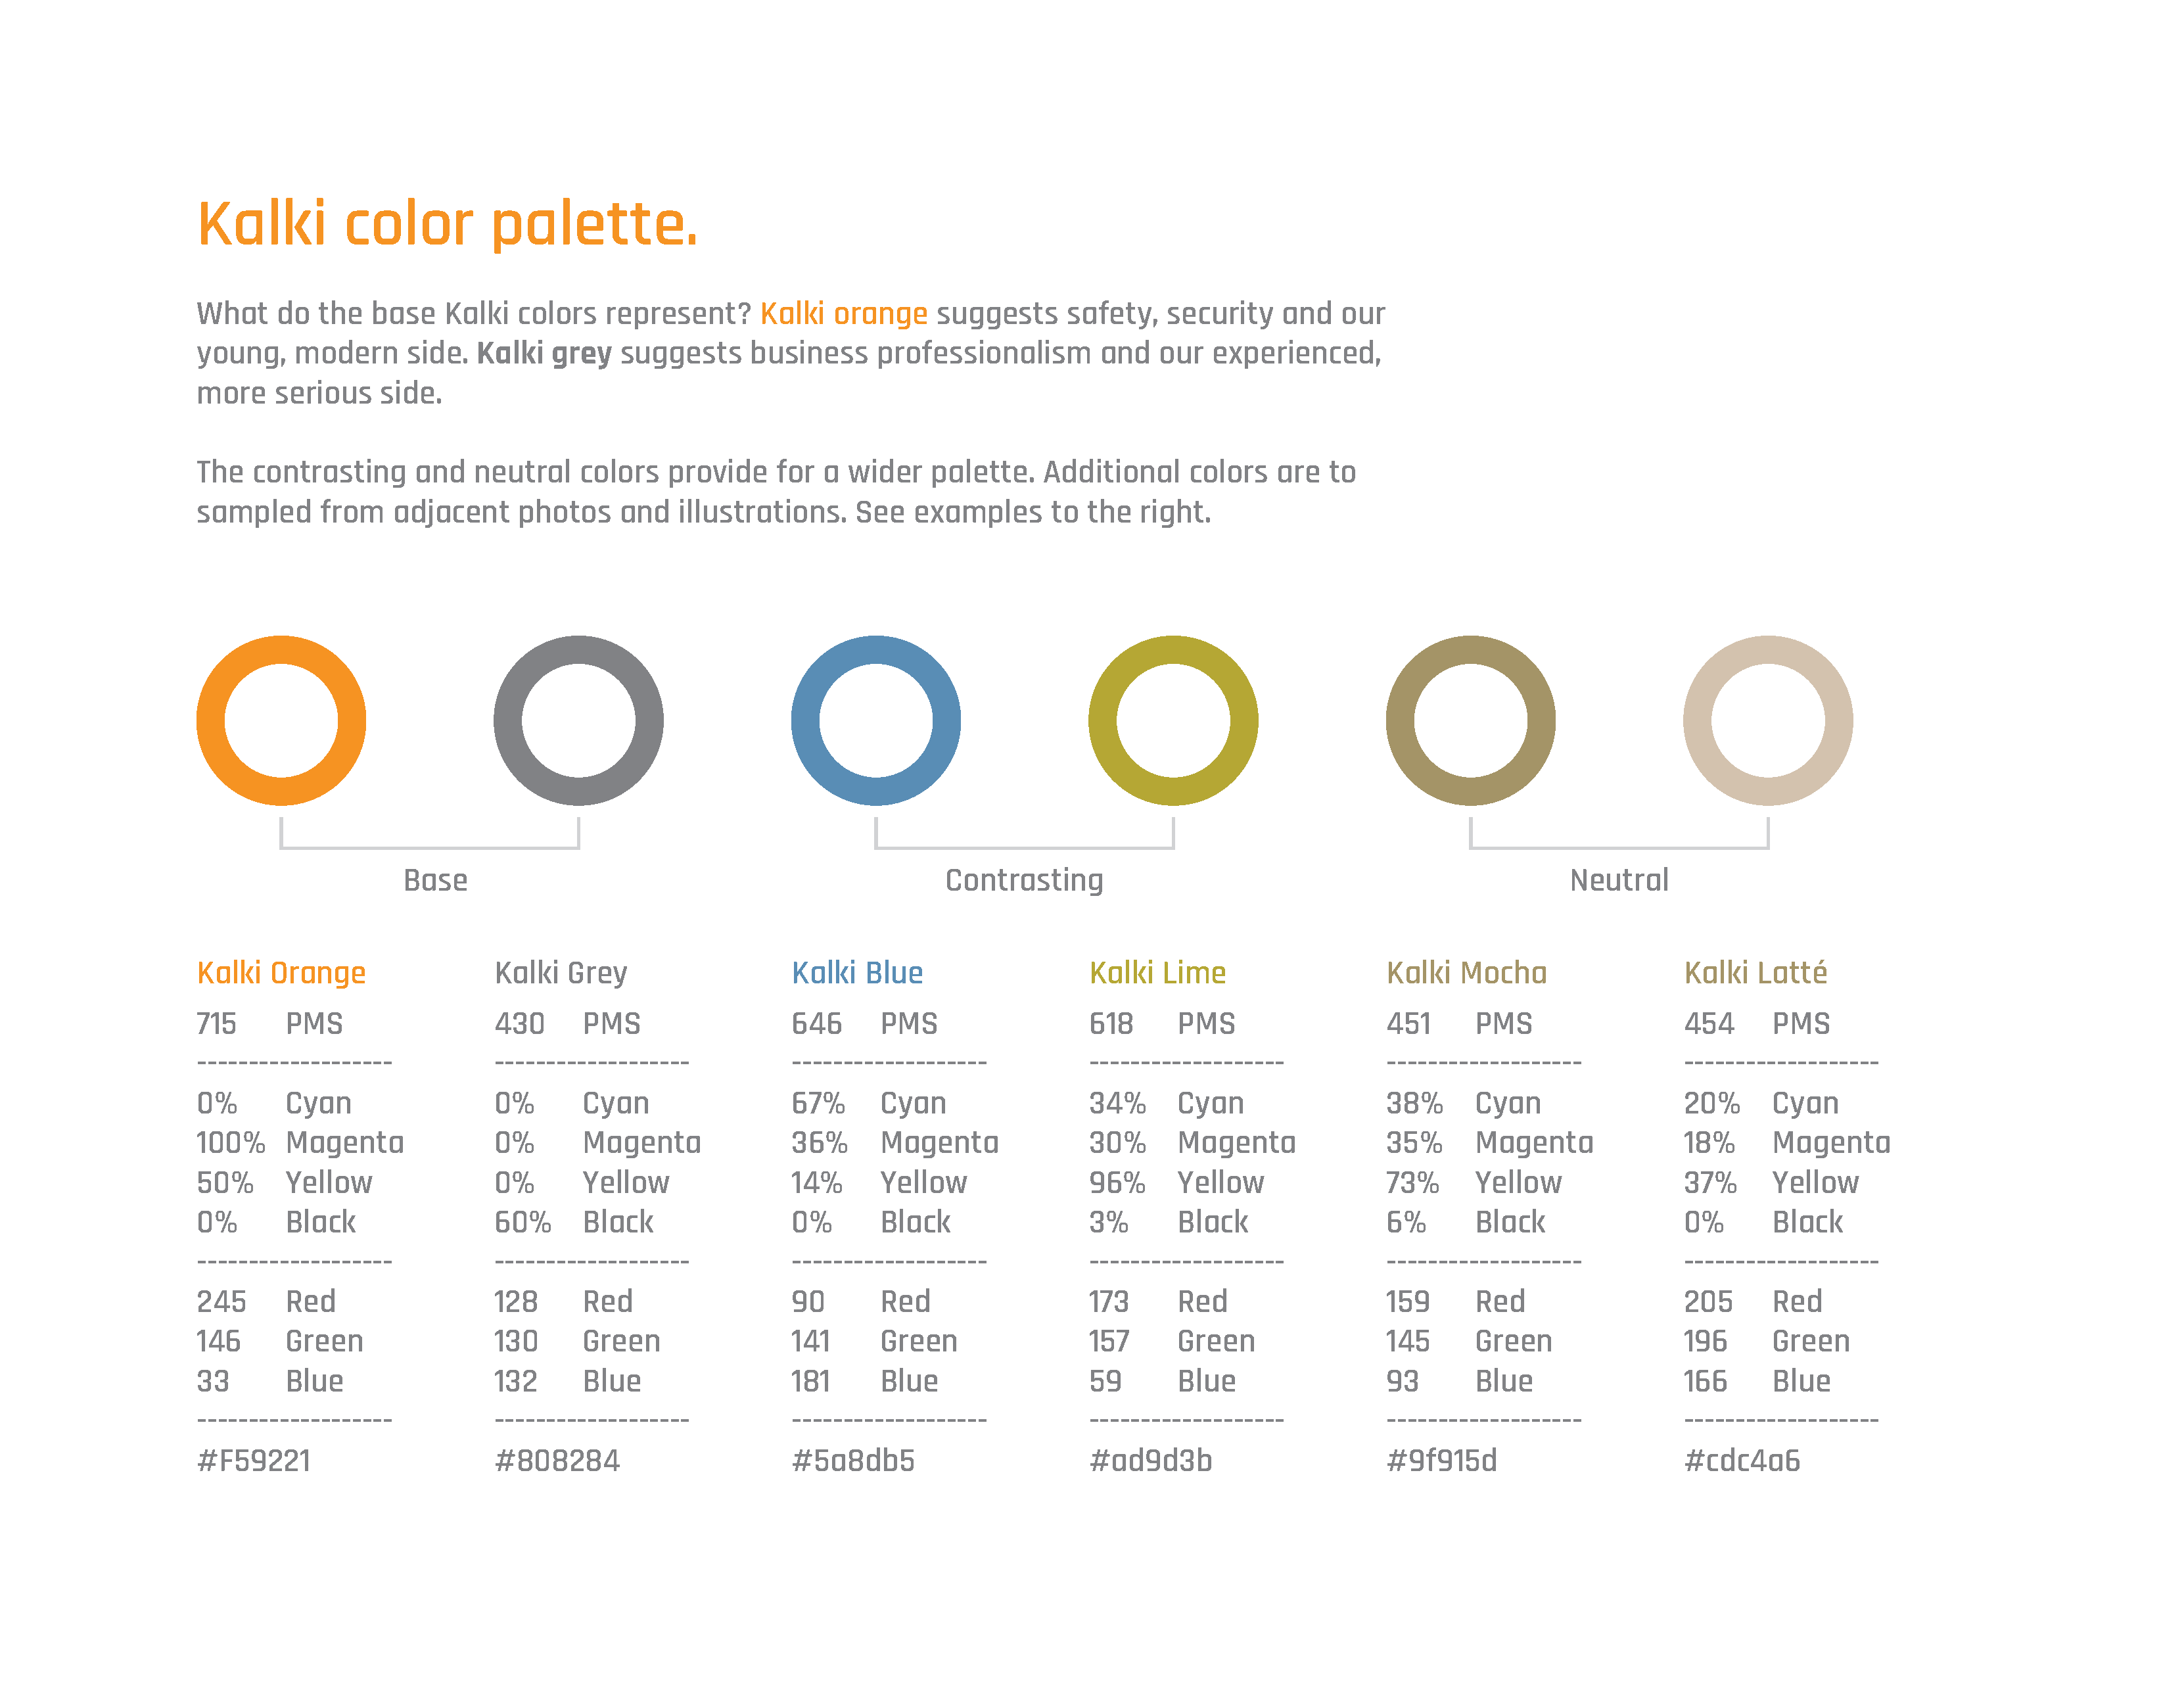 Kalki color palette.
What do the base Kalki colors represent? Kalki orange suggests safety, security and our
young, modern side. Kalki grey suggests business professionalism and our experienced,
more serious side.
The contrasting and neutral colors provide for a wider palette. Additional colors are to
sampled from adjacent photos and illustrations. See examples to the right.
Base
Contrasting
Neutral
Kalki Orange
715 PMS
-------------------
0% Cyan
100% Magenta
50% Yellow
0% Black
-------------------
245 Red
146 Green
33 Blue
-------------------
#F59221
Kalki Grey
430 PMS
-------------------
0% Cyan
0% Magenta
0% Yellow
60% Black
-------------------
128 Red
130 Green
132 Blue
-------------------
#808284
Kalki Blue
646 PMS
-------------------
67% Cyan
36% Magenta
14% Yellow
0% Black
-------------------
90 Red
141 Green
181 Blue
-------------------
#5a8db5
Kalki Lime
618 PMS
-------------------
34% Cyan
30% Magenta
96% Yellow
3% Black
-------------------
173 Red
157 Green
59 Blue
-------------------
#ad9d3b
Kalki Mocha
451 PMS
-------------------
38% Cyan
35% Magenta
73% Yellow
6% Black
-------------------
159 Red
145 Green
93 Blue
-------------------
#9f915d
Kalki Latté
454 PMS
-------------------
20% Cyan
18% Magenta
37% Yellow
0% Black
-------------------
205 Red
196 Green
166 Blue
-------------------
#cdc4a6